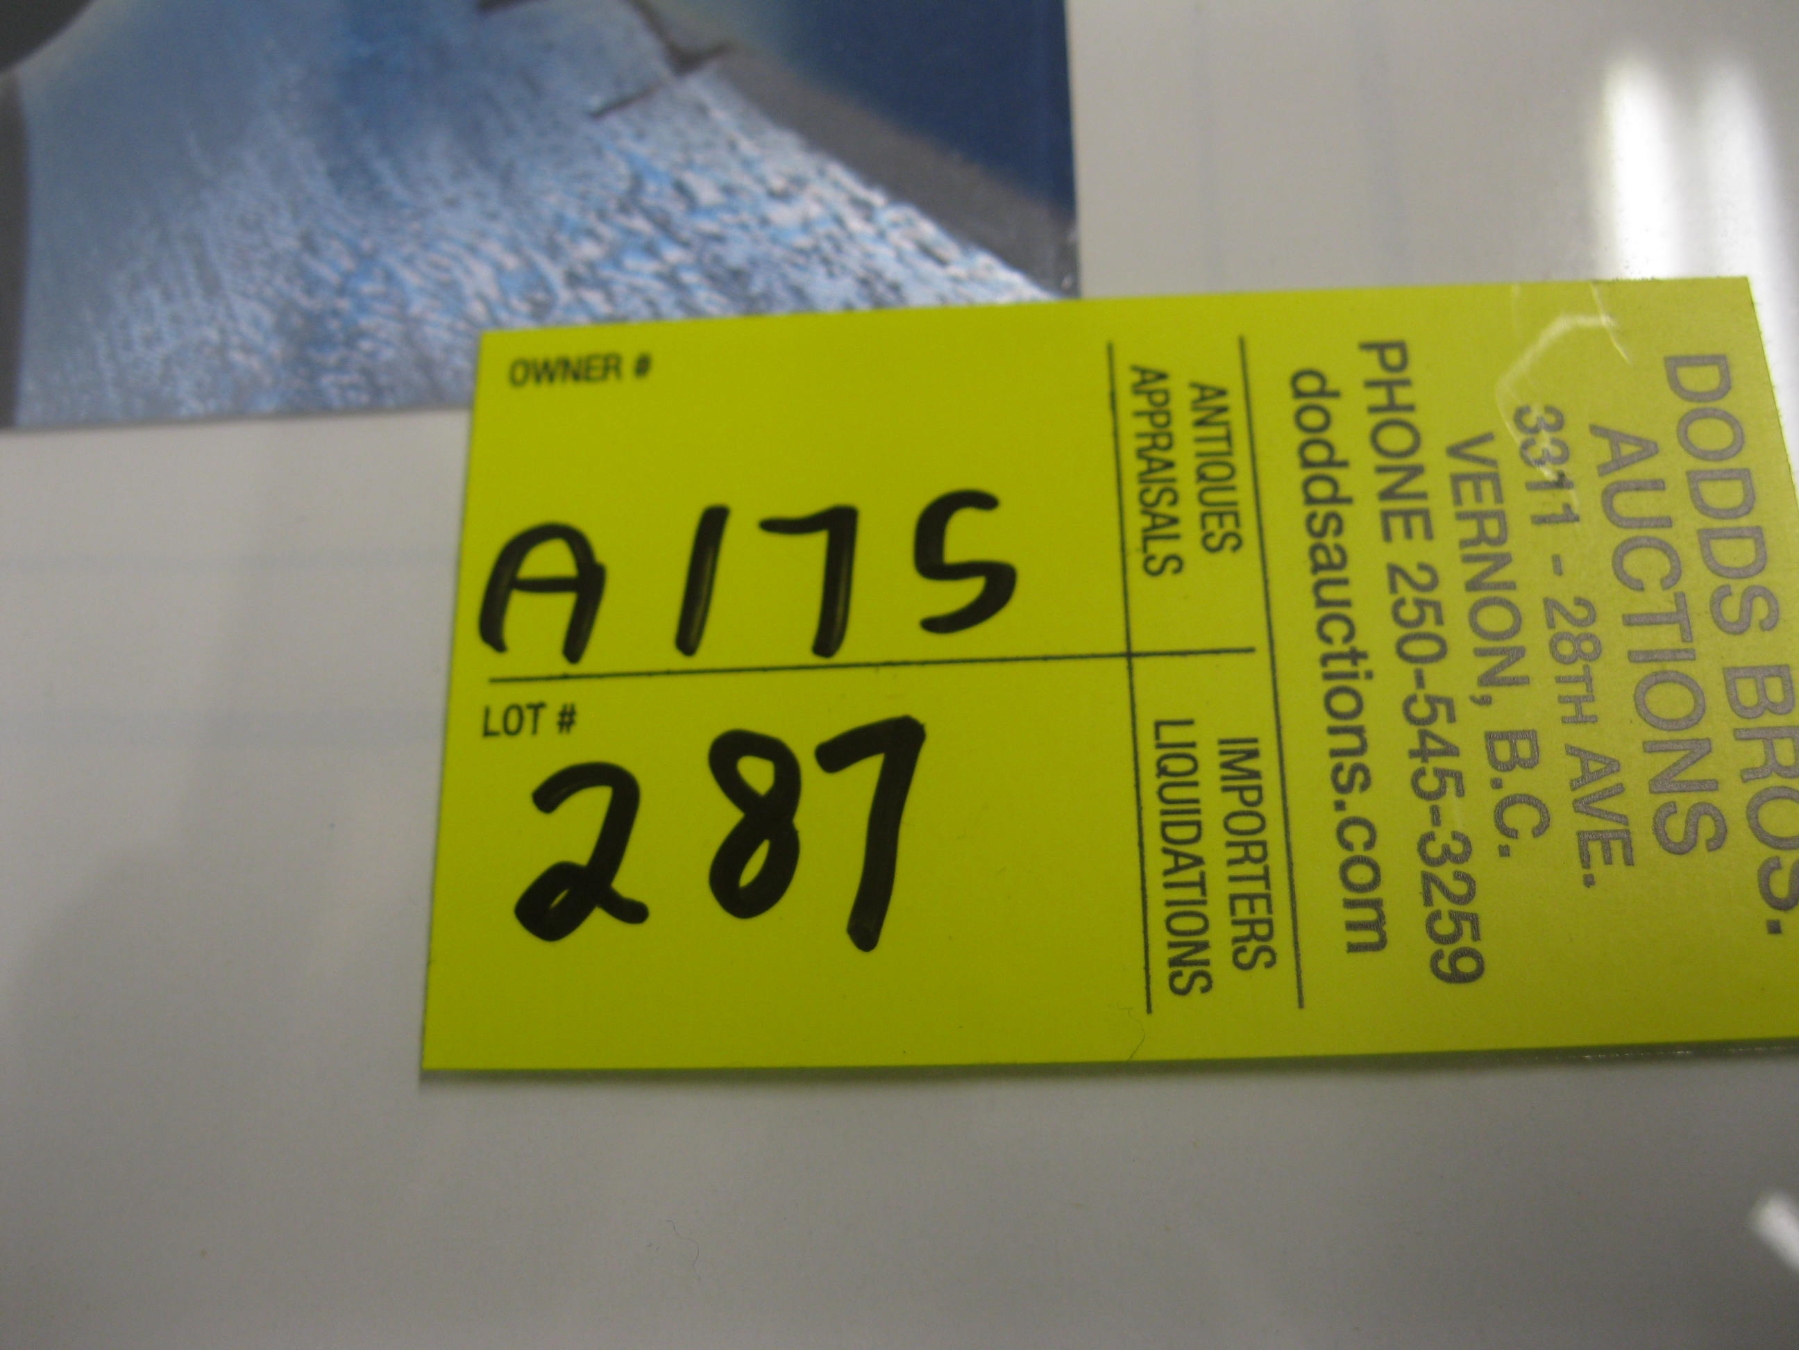 DODDS BROS.
AUCTIONS
3311 - 28TH AVE.
VERNON, B.C.
PHONE 250-545-3259
doddsauctions.com
ANTIQUES
APPRAISALS
IMPORTERS
LIQUIDATIONS
OWNER #
A175
LOT #
287